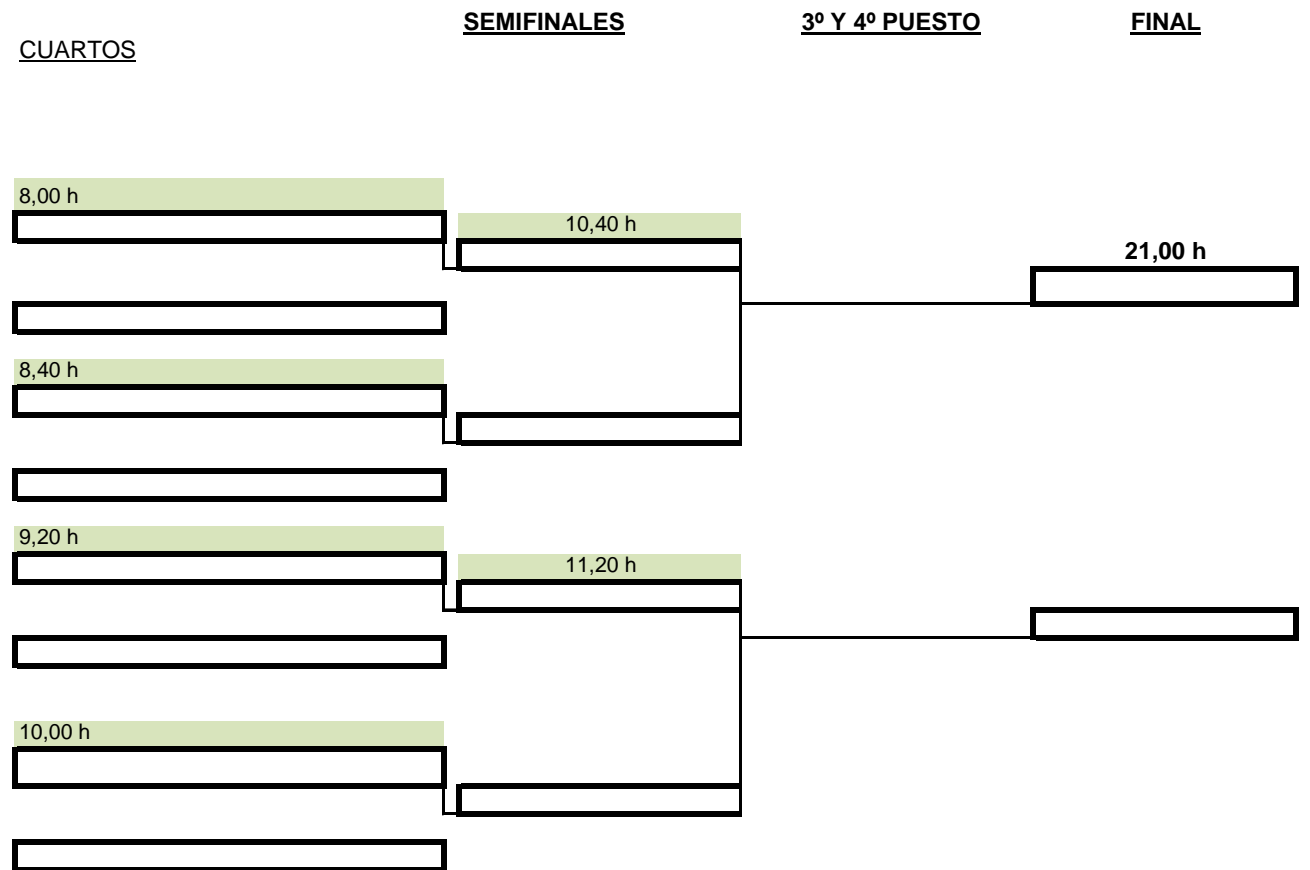 SEMIFINALES 3º Y 4º PUESTO FINAL
CUARTOS
8,00 h
10,40 h
21,00 h
8,40 h
9,20 h
11,20 h
10,00 h